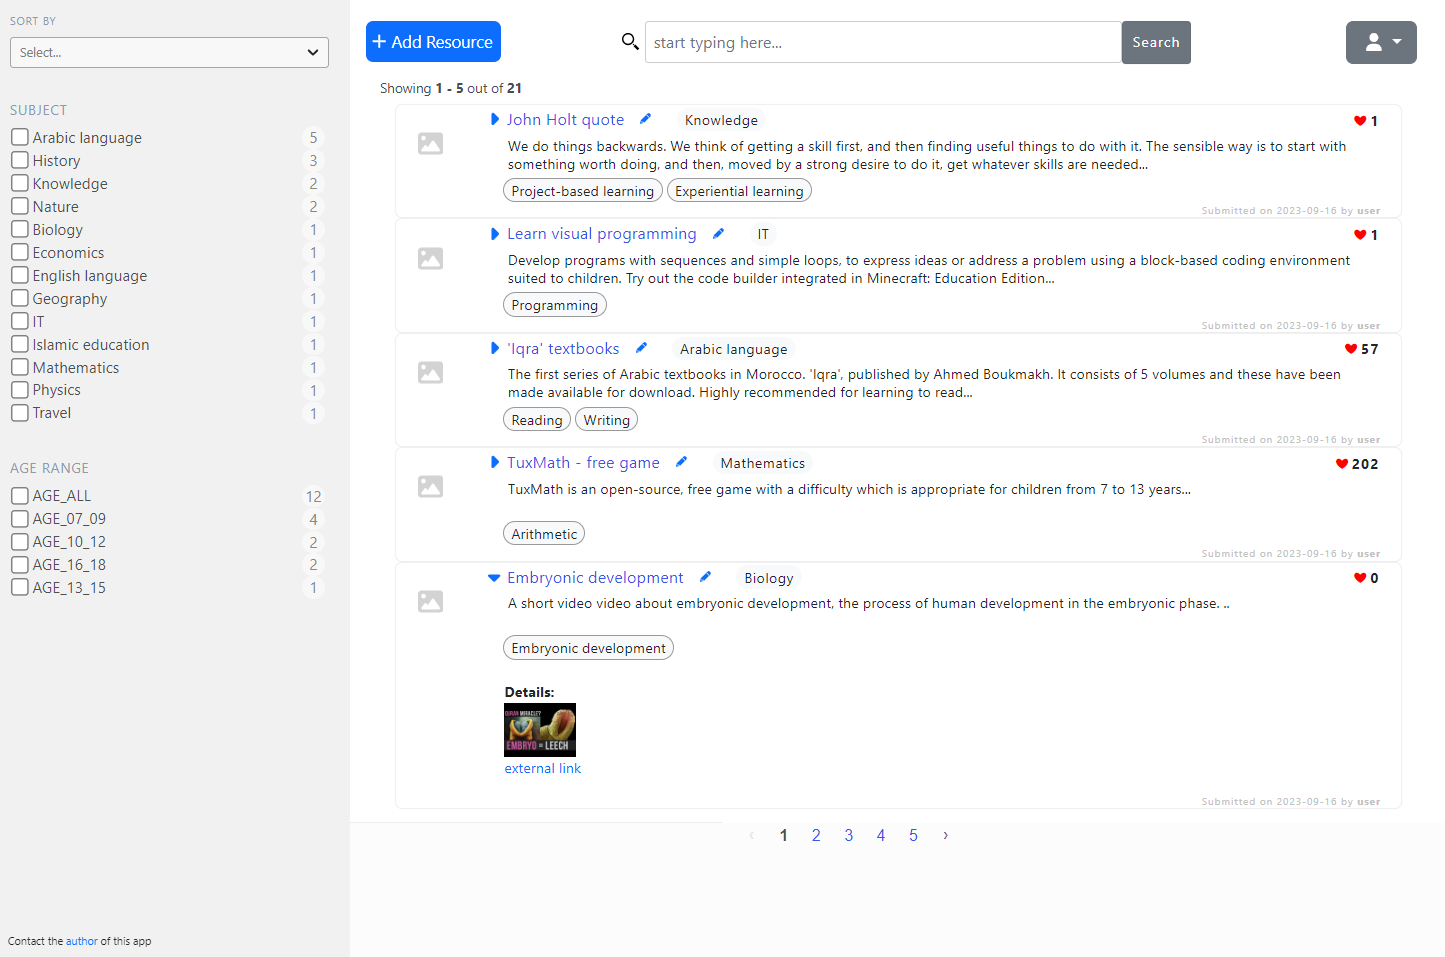 SORT BY
Select...
SUBJECT
Arabic language 5
History 3
Knowledge 2
Nature 2
Biology 1
Economics 1
English language 1
Geography 1
IT 1
Islamic education 1
Mathematics 1
Physics 1
Travel 1
AGE RANGE
AGE_ALL 12
AGE_07_09 4
AGE_10_12 2
AGE_16_18 2
AGE_13_15 1
Contact the author of this app
+ Add Resource
start typing here...
Search
Showing 1 - 5 out of 21
John Holt quote Knowledge 1
We do things backwards. We think of getting a skill first, and then finding useful things to do with it. The sensible way is to start with
something worth doing, and then, moved by a strong desire to do it, get whatever skills are needed...
Project-based learning Experiential learning
Submitted on 2023-09-16 by user
Learn visual programming IT 1
Develop programs with sequences and simple loops, to express ideas or address a problem using a block-based coding environment
suited to children. Try out the code builder integrated in Minecraft: Education Edition...
Programming
Submitted on 2023-09-16 by user
'Iqra' textbooks Arabic language 57
The first series of Arabic textbooks in Morocco. 'Iqra', published by Ahmed Boukmakh. It consists of 5 volumes and these have been
made available for download. Highly recommended for learning to read...
Reading Writing
Submitted on 2023-09-16 by user
TuxMath - free game Mathematics 202
TuxMath is an open-source, free game with a difficulty which is appropriate for children from 7 to 13 years...
Arithmetic
Submitted on 2023-09-16 by user
Embryonic development Biology 0
A short video video about embryonic development, the process of human development in the embryonic phase. ..
Embryonic development
Details:
QURAN MIRACLE?
EMBRYO = LEECH
external link
Submitted on 2023-09-16 by user
‹ 1 2 3 4 5 ›